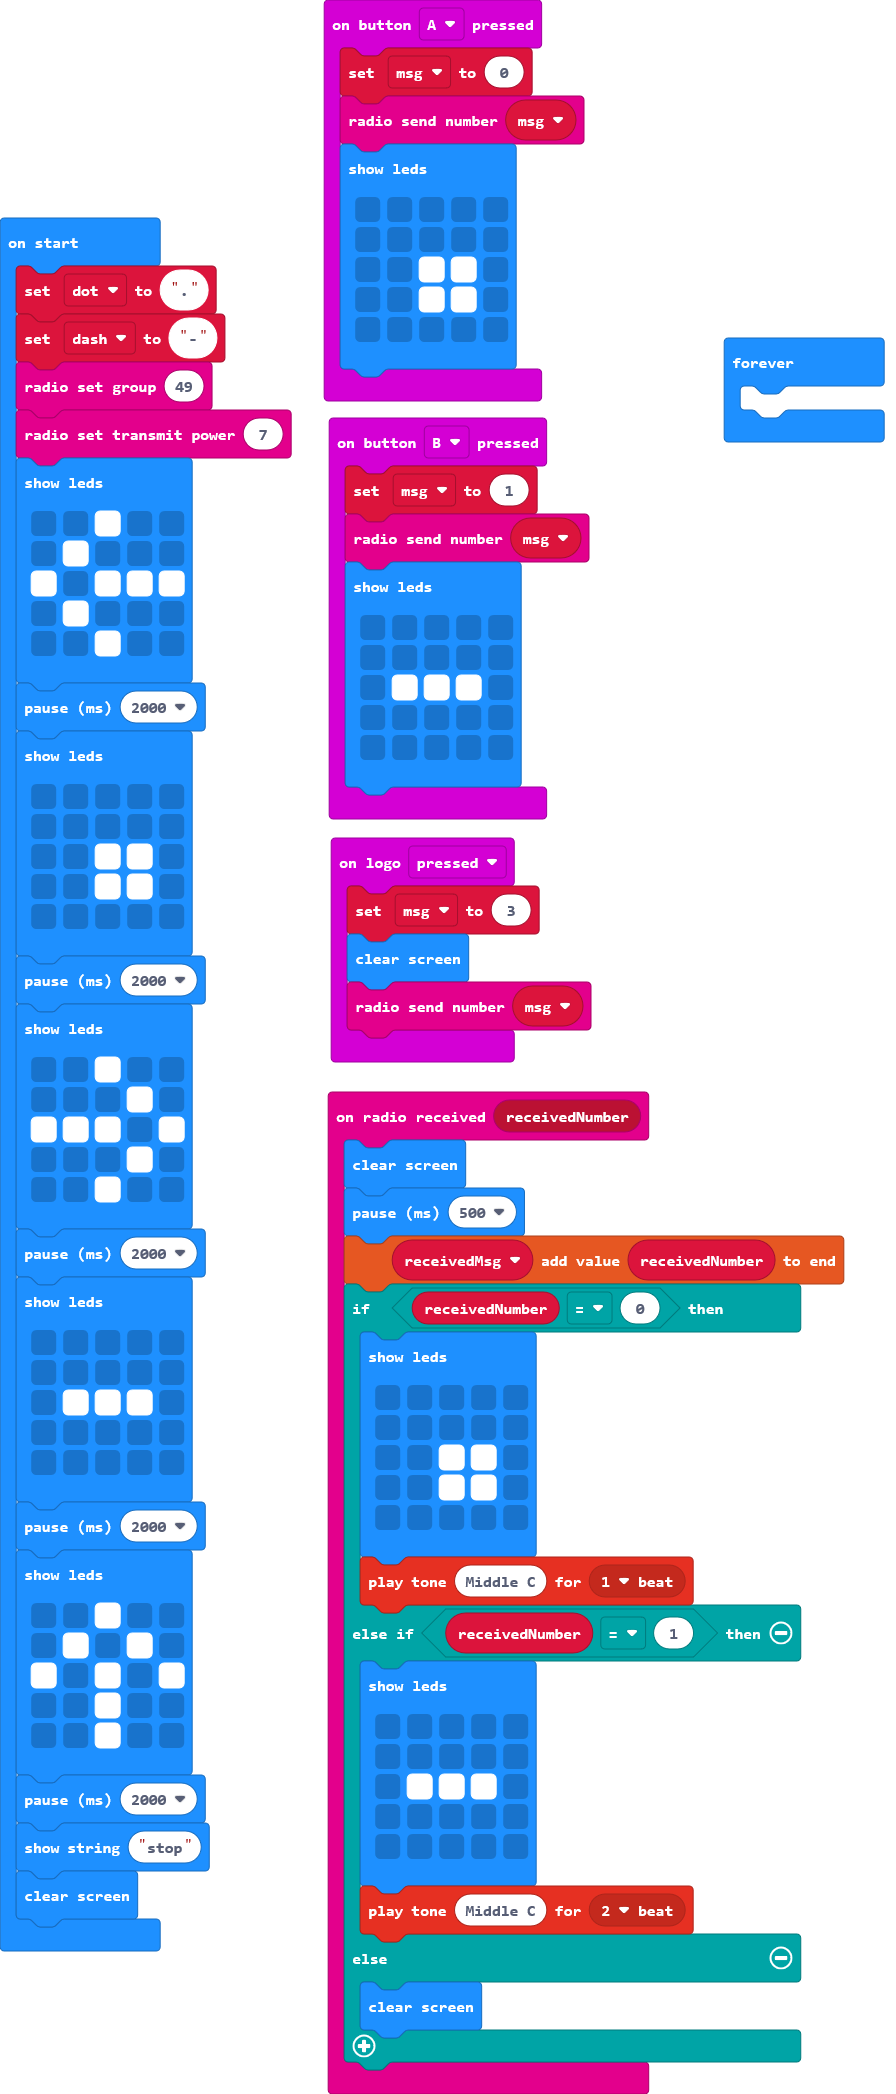 on start
set dot to "."
set dash to "-"
radio set group 49
radio set transmit power 7
show leds
pause (ms) 2000
show leds
pause (ms) 2000
show leds
pause (ms) 2000
show leds
pause (ms) 2000
show leds
pause (ms) 2000
show string "stop"
clear screen
on button A pressed
set msg to 0
radio send number msg
show leds
on button B pressed
set msg to 1
radio send number msg
show leds
on logo pressed
set msg to 3
clear screen
radio send number msg
on radio received receivedNumber
clear screen
pause (ms) 500
receivedMsg add value receivedNumber to end
if receivedNumber = 0 then
show leds
play tone Middle C for 1 beat
else if receivedNumber = 1 then
show leds
play tone Middle C for 2 beat
else
clear screen
forever